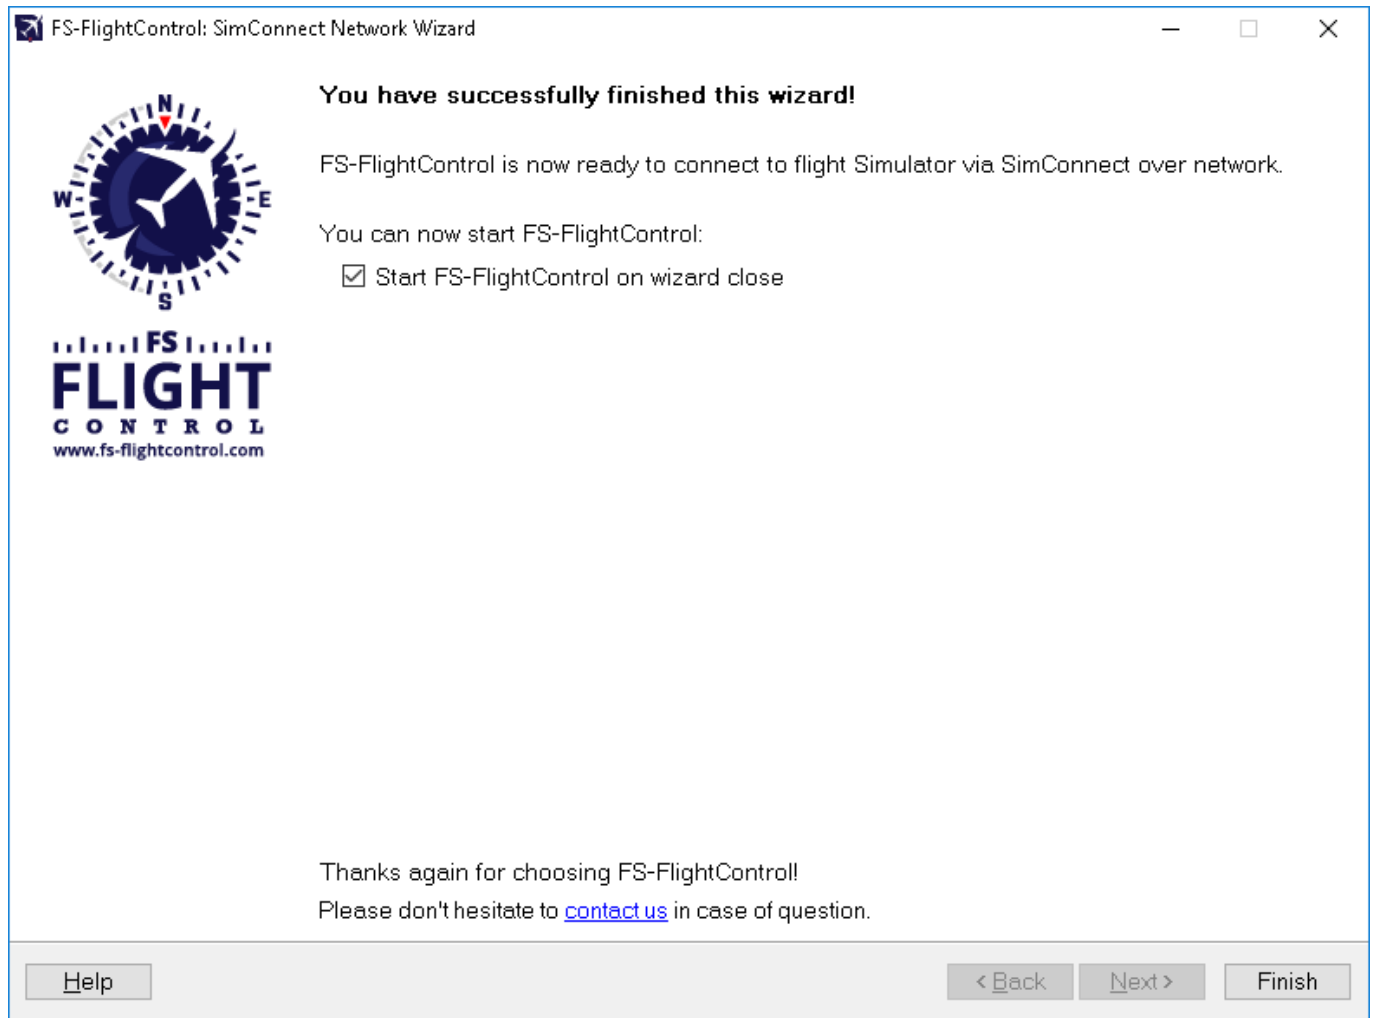 FS-FlightControl: SimConnect Network Wizard
You have successfully finished this wizard!
FS-FlightControl is now ready to connect to flight Simulator via SimConnect over network.
You can now start FS-FlightControl:
Start FS-FlightControl on wizard close
N
W
E
S
FS
FLIGHT
CONTROL
www.fs-flightcontrol.com
Thanks again for choosing FS-FlightControl!
Please don't hesitate to contact us in case of question.
Help
< Back
Next >
Finish